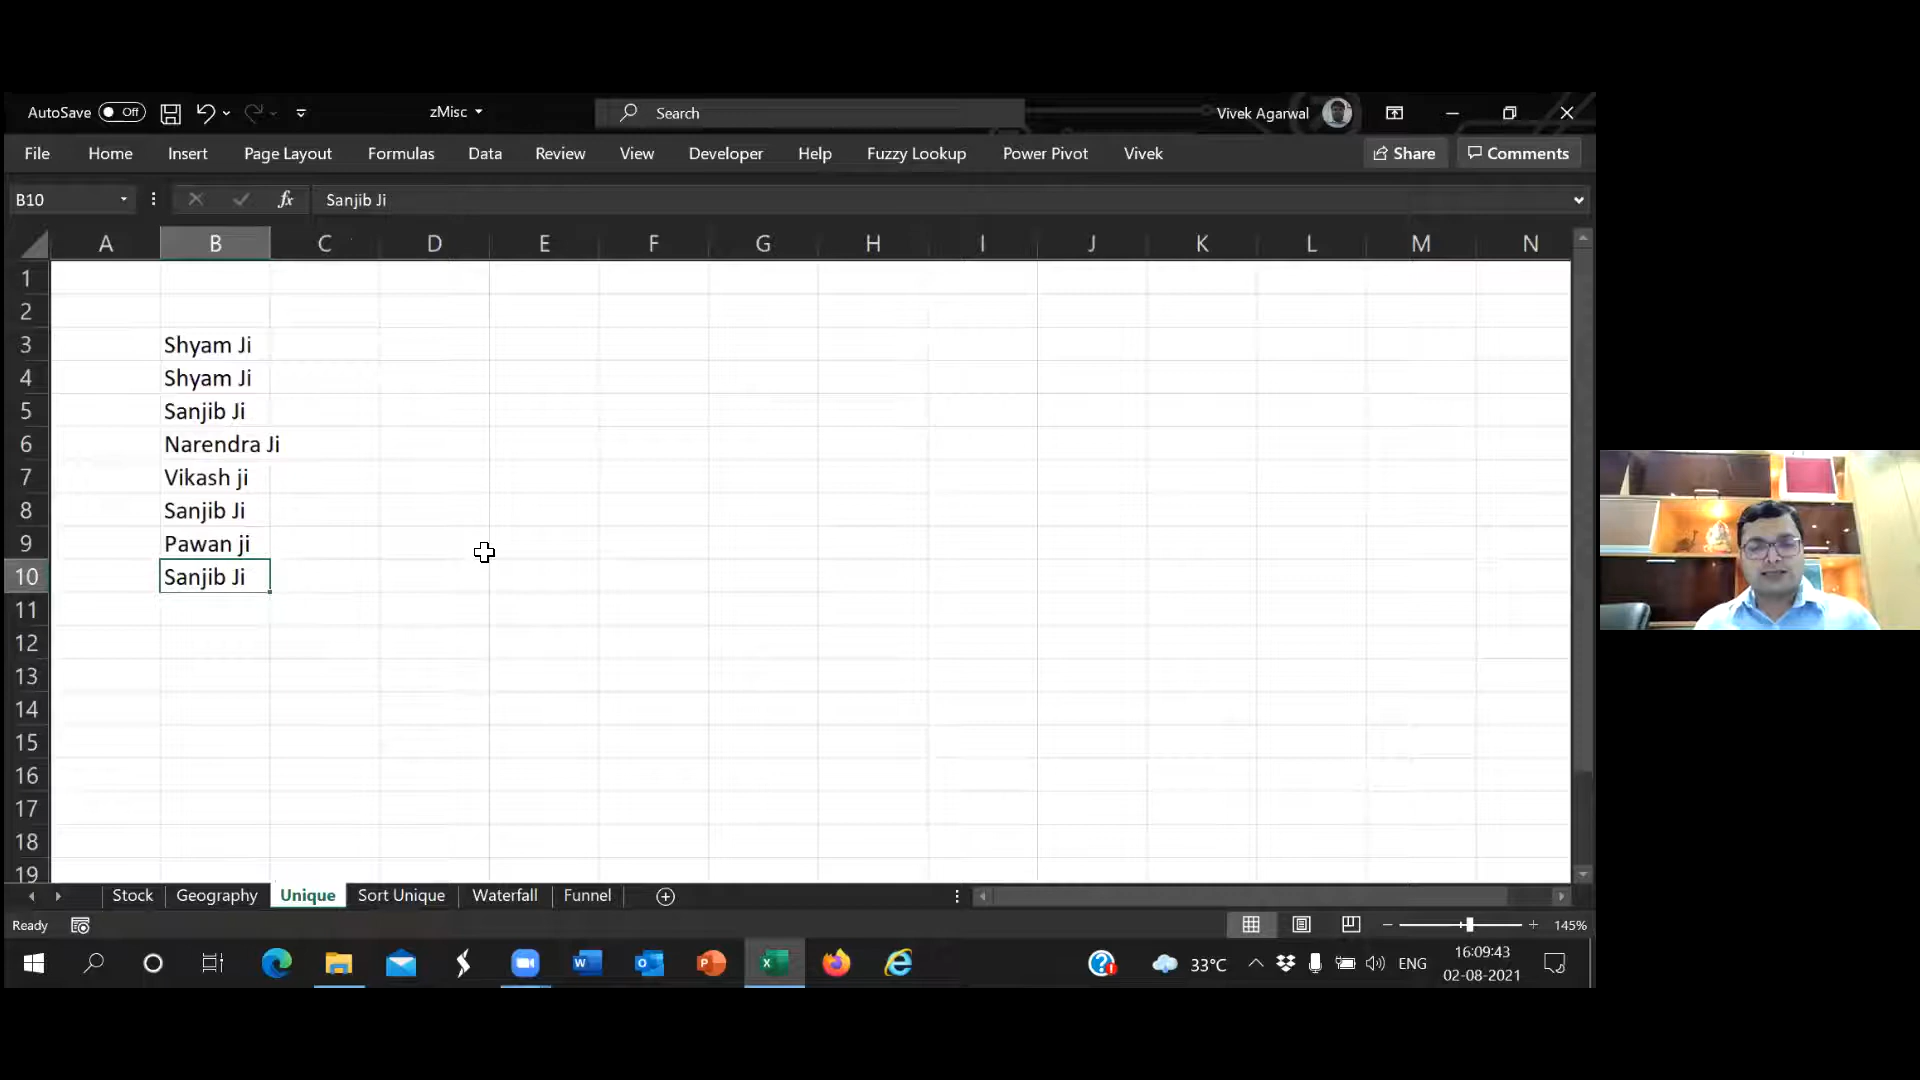 AutoSave Off zMisc Search Vivek Agarwal
File Home Insert Page Layout Formulas Data Review View Developer Help Fuzzy Lookup Power Pivot Vivek Share Comments
B10 fx Sanjib Ji
A B C D E F G H I J K L M N
1
2
3 Shyam Ji
4 Shyam Ji
5 Sanjib Ji
6 Narendra Ji
7 Vikash ji
8 Sanjib Ji
9 Pawan ji
10 Sanjib Ji
11
12
13
14
15
16
17
18
19
Stock Geography Unique Sort Unique Waterfall Funnel
Ready 145%
33°C ENG 16:09:43
02-08-2021